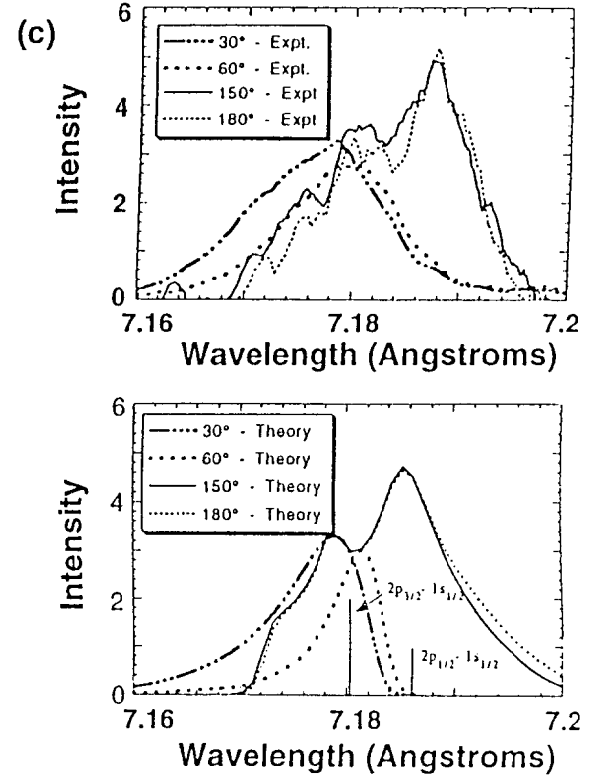 (c)
6
4
2
0
Intensity
30° - Expt.
60° - Expt.
150° - Expt
180° - Expt
7.16 7.18 7.2
Wavelength (Angstroms)
6
4
2
0
Intensity
30° - Theory
60° - Theory
150° - Theory
180° - Theory
2p3/2- 1s1/2
2p1/2- 1s1/2
7.16 7.18 7.2
Wavelength (Angstroms)